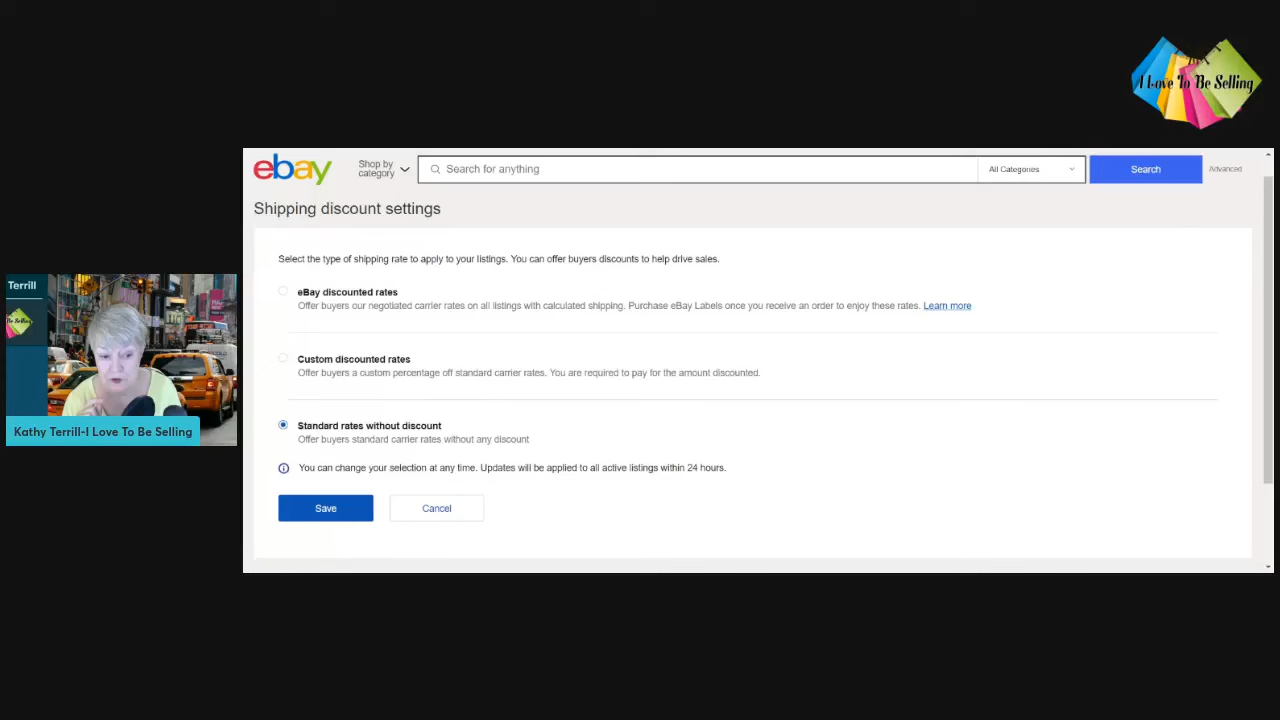 I Love To Be Selling
ebay
Shop by
category
Search for anything
All Categories
Search
Advanced
Shipping discount settings
Select the type of shipping rate to apply to your listings. You can offer buyers discounts to help drive sales.
eBay discounted rates
Offer buyers our negotiated carrier rates on all listings with calculated shipping. Purchase eBay Labels once you receive an order to enjoy these rates. Learn more
Custom discounted rates
Offer buyers a custom percentage off standard carrier rates. You are required to pay for the amount discounted.
Standard rates without discount
Offer buyers standard carrier rates without any discount
You can change your selection at any time. Updates will be applied to all active listings within 24 hours.
Save
Cancel
Terrill
Be Selling
Kathy Terrill-I Love To Be Selling